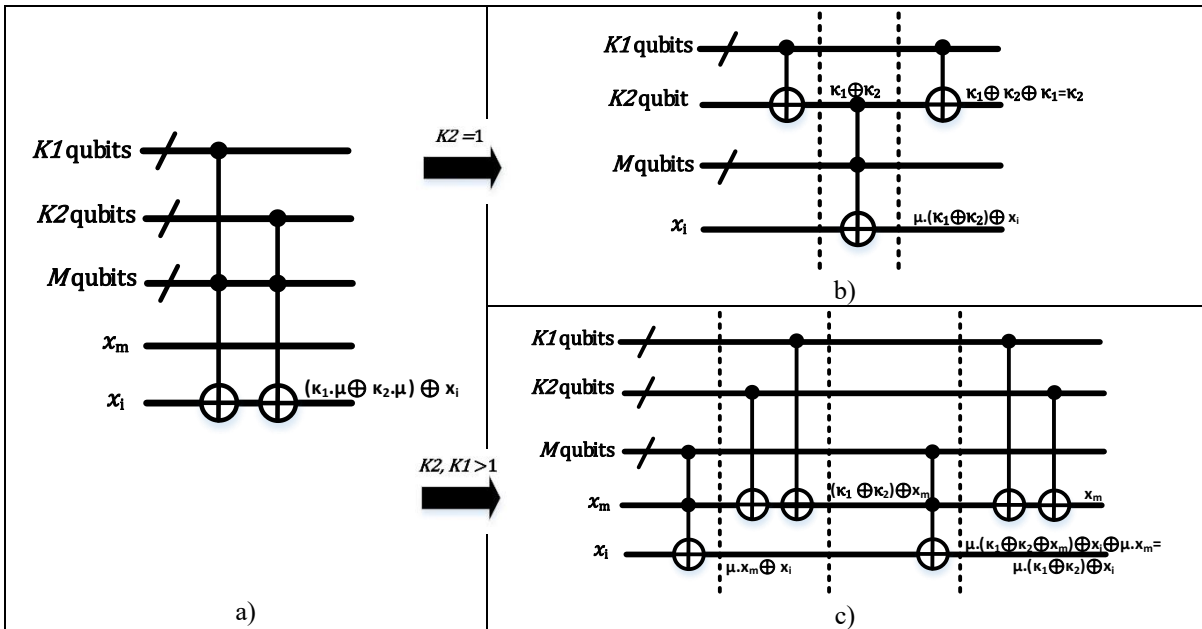 K1 qubits
K2 qubits
M qubits
xm
xi
(κ₁.μ⊕ κ₂.μ) ⊕ xᵢ
a)
K2 =1
K2, K1 > 1
K1 qubits
K2 qubit
κ₁⊕κ₂
κ₁⊕ κ₂⊕ κ₁=κ₂
M qubits
xi
μ.(κ₁⊕κ₂)⊕ xᵢ
b)
K1 qubits
K2 qubits
M qubits
xm
(κ₁ ⊕κ₂)⊕xm
xm
xi
μ.xm⊕ xᵢ
μ.(κ₁⊕κ₂⊕xm)⊕xᵢ⊕μ.xm=
μ.(κ₁⊕κ₂)⊕xᵢ
c)